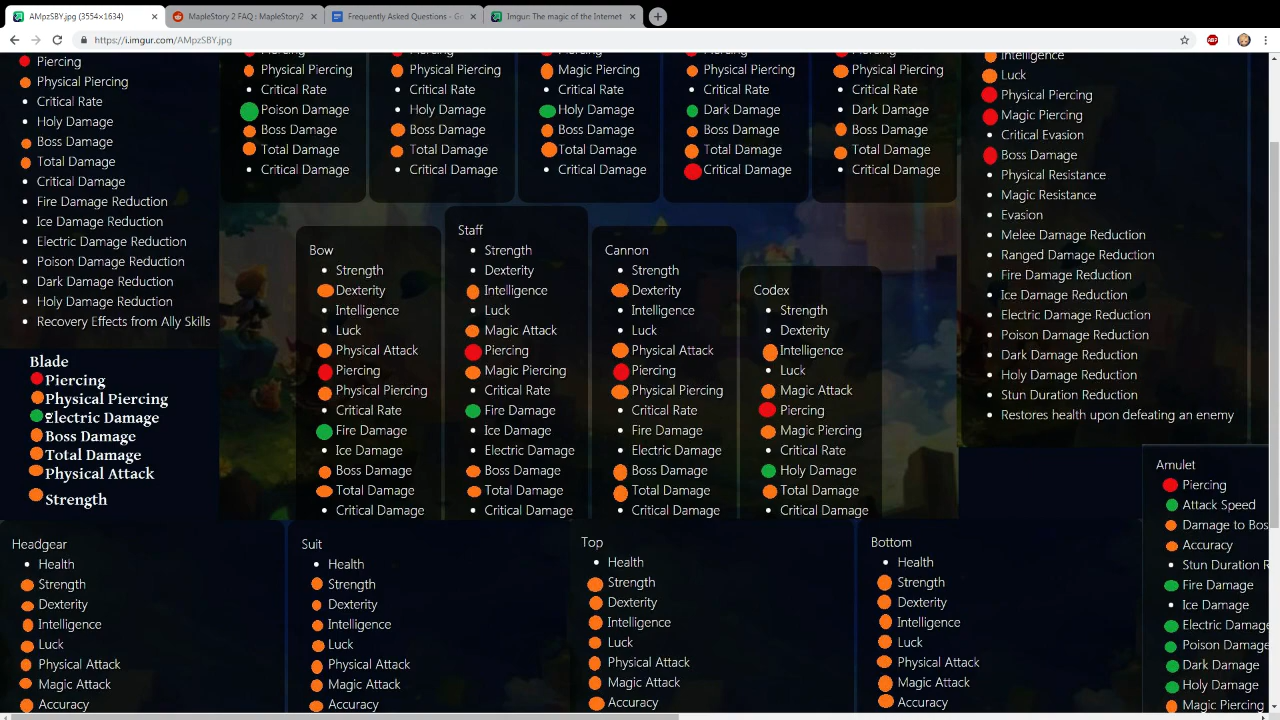 AMpzSBY.jpg (3554×1634)
MapleStory 2 FAQ : MapleStory2
Frequently Asked Questions - Go
Imgur: The magic of the Internet
https://i.imgur.com/AMpzSBY.jpg
Piercing
Physical Piercing
Critical Rate
Holy Damage
Boss Damage
Total Damage
Critical Damage
Fire Damage Reduction
Ice Damage Reduction
Electric Damage Reduction
Poison Damage Reduction
Dark Damage Reduction
Holy Damage Reduction
Recovery Effects from Ally Skills
Physical Piercing
Critical Rate
Poison Damage
Boss Damage
Total Damage
Critical Damage
Physical Piercing
Critical Rate
Holy Damage
Boss Damage
Total Damage
Critical Damage
Magic Piercing
Critical Rate
Holy Damage
Boss Damage
Total Damage
Critical Damage
Physical Piercing
Critical Rate
Dark Damage
Boss Damage
Total Damage
Critical Damage
Physical Piercing
Critical Rate
Dark Damage
Boss Damage
Total Damage
Critical Damage
Intelligence
Luck
Physical Piercing
Magic Piercing
Critical Evasion
Boss Damage
Physical Resistance
Magic Resistance
Evasion
Melee Damage Reduction
Ranged Damage Reduction
Fire Damage Reduction
Ice Damage Reduction
Electric Damage Reduction
Poison Damage Reduction
Dark Damage Reduction
Holy Damage Reduction
Stun Duration Reduction
Restores health upon defeating an enemy
Blade
Piercing
Physical Piercing
Electric Damage
Boss Damage
Total Damage
Physical Attack
Strength
Bow
Strength
Dexterity
Intelligence
Luck
Physical Attack
Piercing
Physical Piercing
Critical Rate
Fire Damage
Ice Damage
Boss Damage
Total Damage
Critical Damage
Staff
Strength
Dexterity
Intelligence
Luck
Magic Attack
Piercing
Magic Piercing
Critical Rate
Fire Damage
Ice Damage
Electric Damage
Boss Damage
Total Damage
Critical Damage
Cannon
Strength
Dexterity
Intelligence
Luck
Physical Attack
Piercing
Physical Piercing
Critical Rate
Fire Damage
Electric Damage
Boss Damage
Total Damage
Critical Damage
Codex
Strength
Dexterity
Intelligence
Luck
Magic Attack
Piercing
Magic Piercing
Critical Rate
Holy Damage
Total Damage
Critical Damage
Headgear
Health
Strength
Dexterity
Intelligence
Luck
Physical Attack
Magic Attack
Accuracy
Suit
Health
Strength
Dexterity
Intelligence
Luck
Physical Attack
Magic Attack
Accuracy
Top
Health
Strength
Dexterity
Intelligence
Luck
Physical Attack
Magic Attack
Accuracy
Bottom
Health
Strength
Dexterity
Intelligence
Luck
Physical Attack
Magic Attack
Accuracy
Amulet
Piercing
Attack Speed
Damage to Bos
Accuracy
Stun Duration R
Fire Damage
Ice Damage
Electric Damage
Poison Damage
Dark Damage
Holy Damage
Magic Piercing